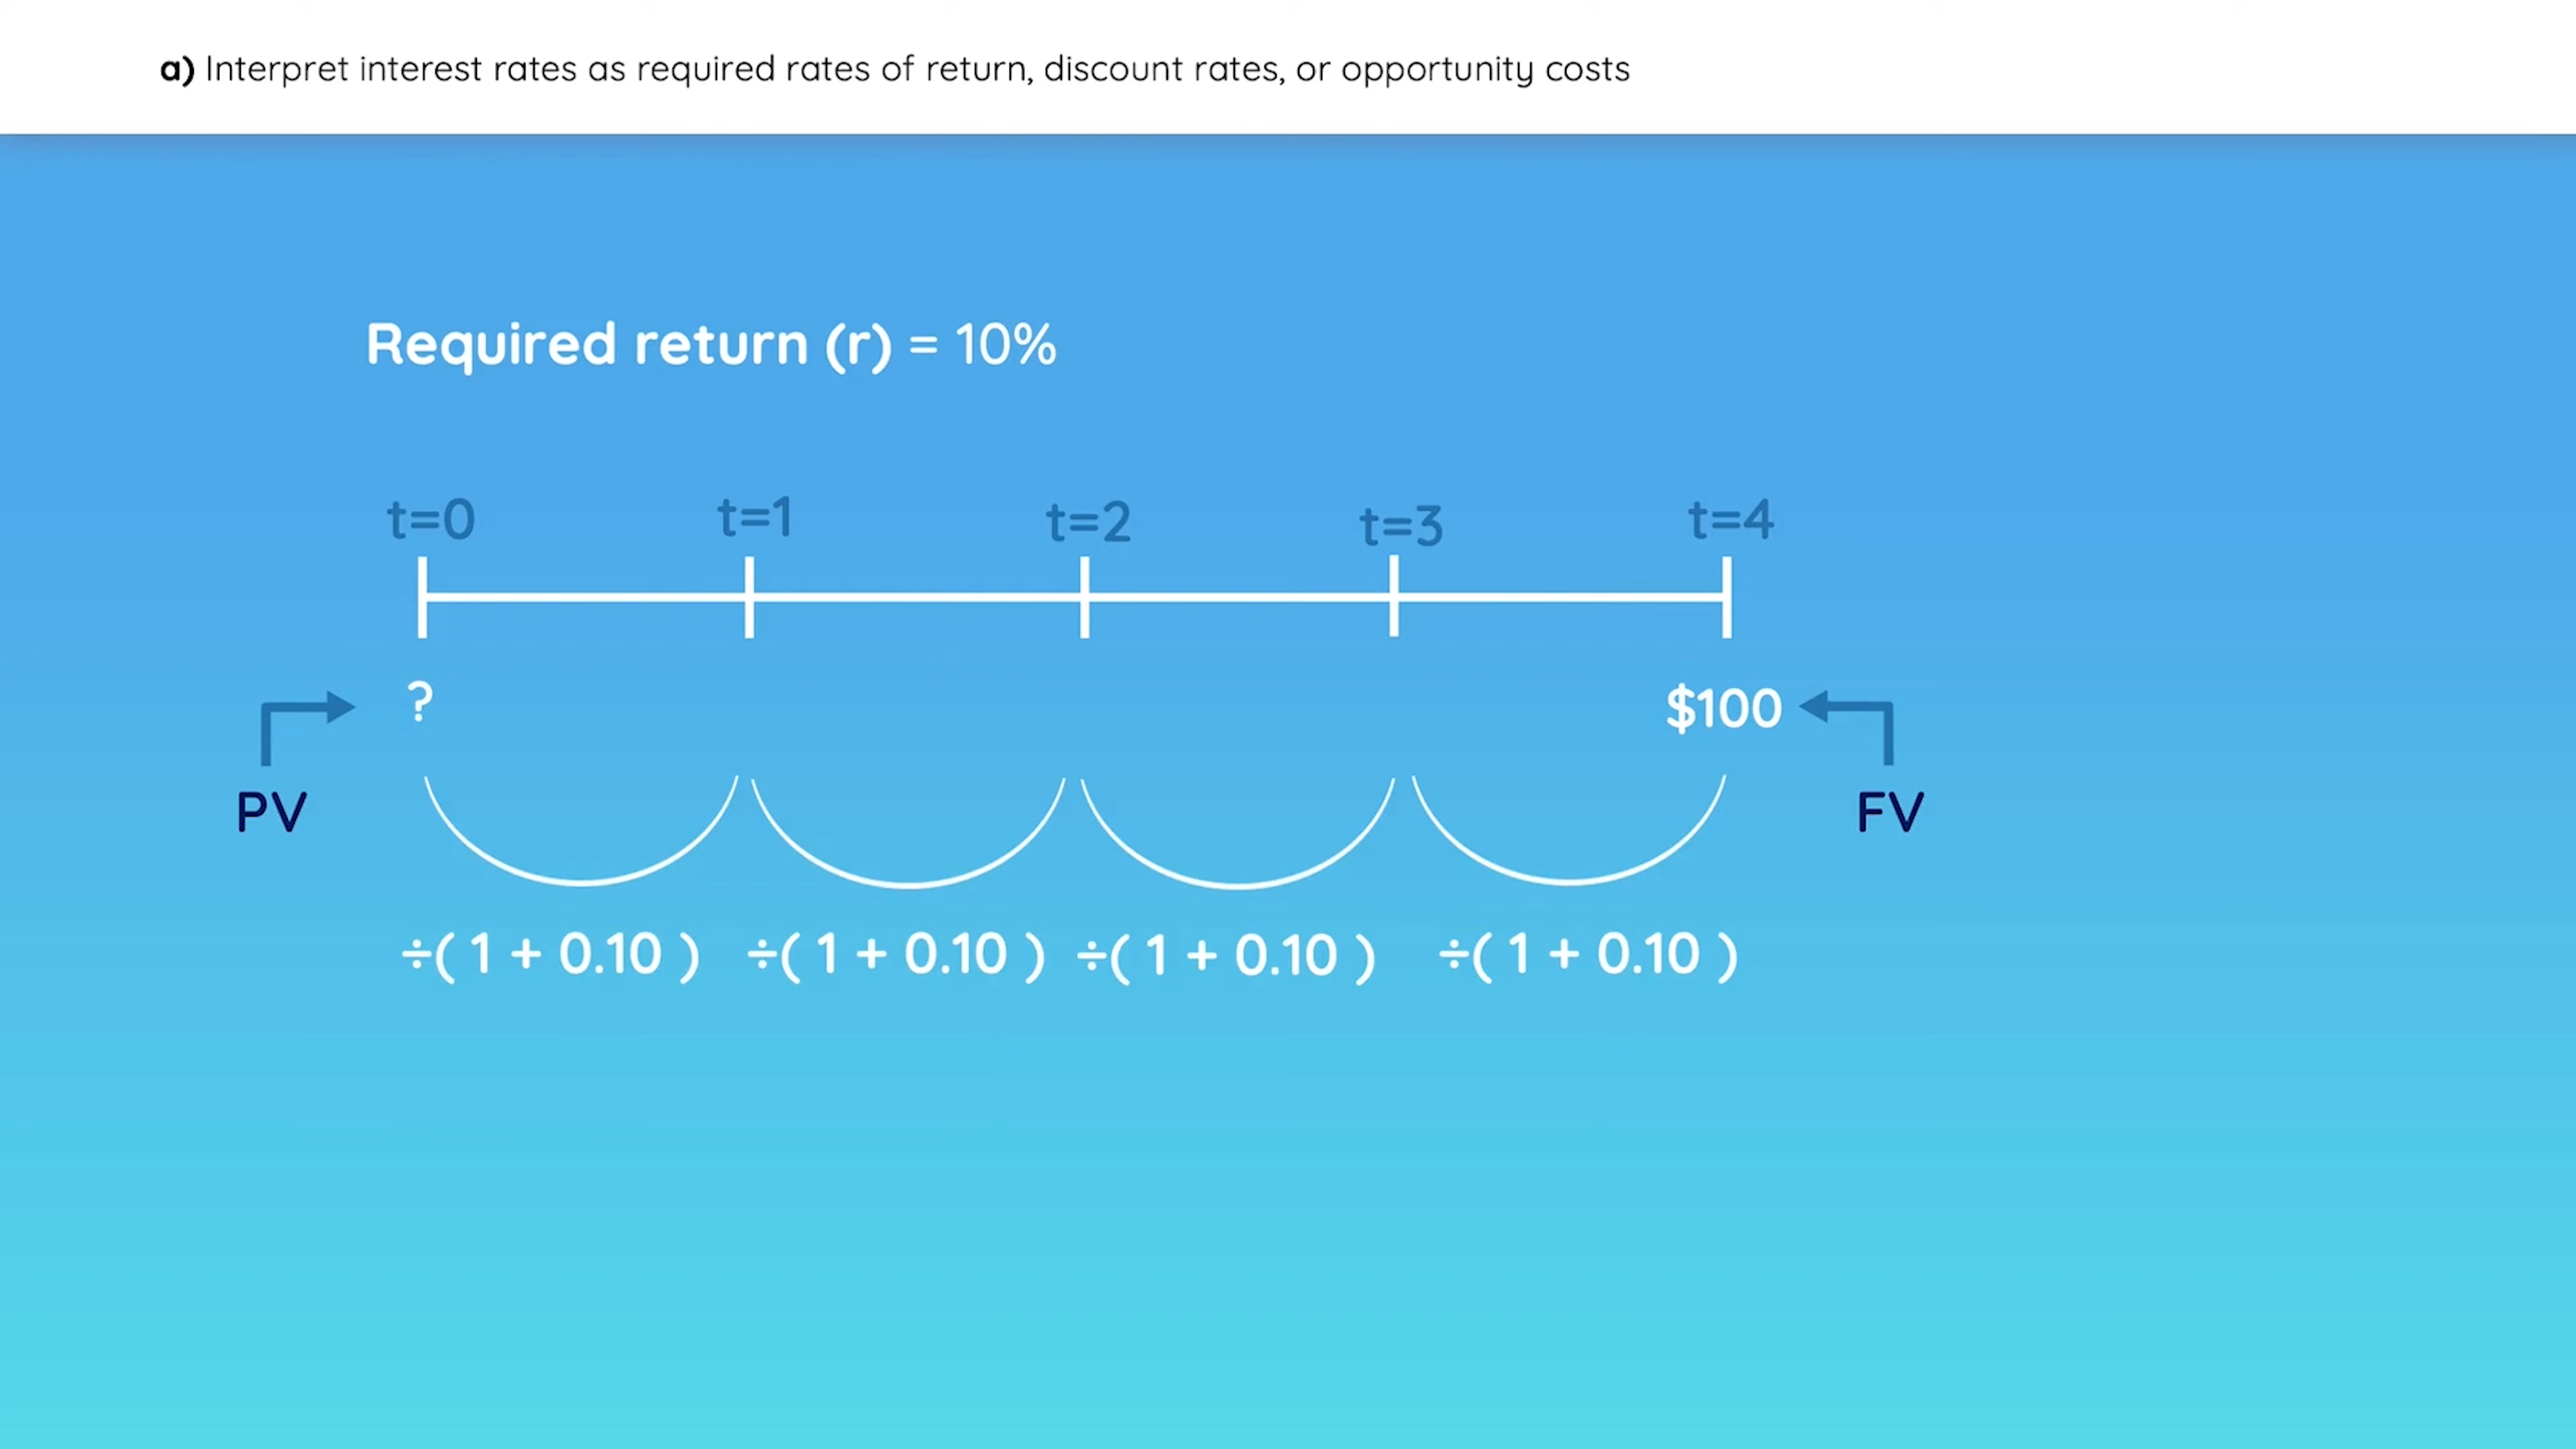 a) Interpret interest rates as required rates of return, discount rates, or opportunity costs
Required return (r) = 10%
t=0 t=1 t=2 t=3 t=4
? $100
PV FV
÷( 1 + 0.10 ) ÷( 1 + 0.10 ) ÷( 1 + 0.10 ) ÷( 1 + 0.10 )